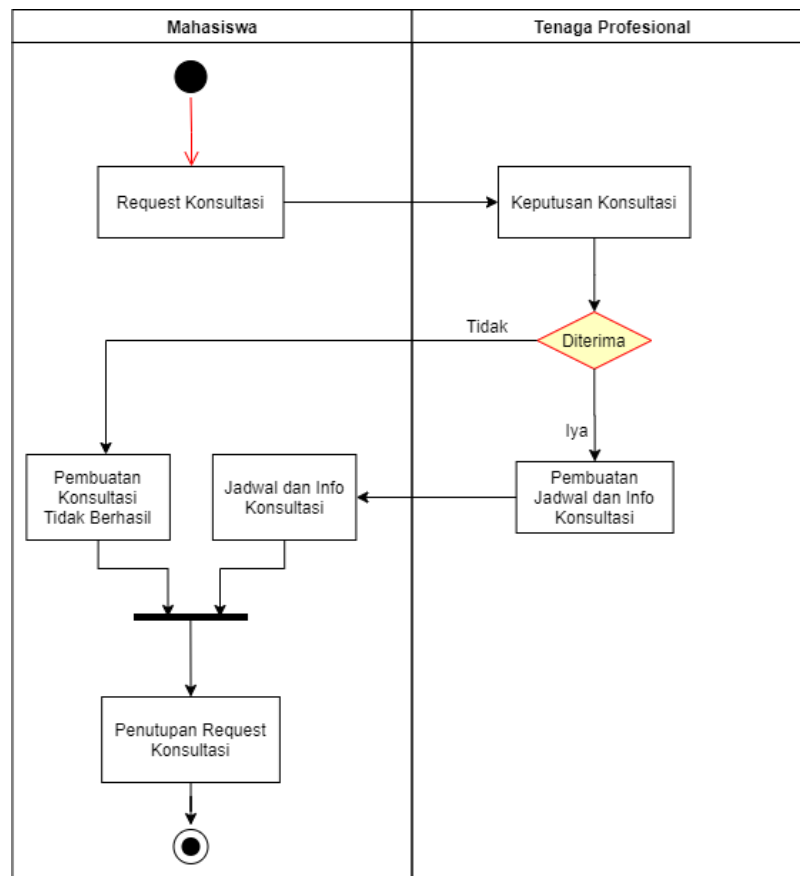 Mahasiswa
Tenaga Profesional
Request Konsultasi
Keputusan Konsultasi
Tidak
Diterima
Iya
Pembuatan
Konsultasi
Tidak Berhasil
Jadwal dan Info
Konsultasi
Pembuatan
Jadwal dan Info
Konsultasi
Penutupan Request
Konsultasi